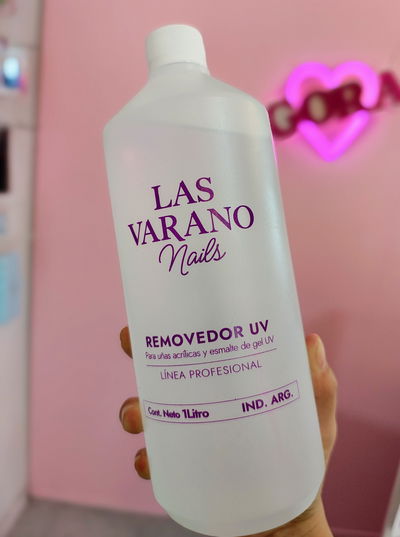 LAS
VARANO
Nails
REMOVEDOR UV
Para uñas acrílicas y esmalte de gel UV
LÍNEA PROFESIONAL
Cont. Neto 1Litro IND. ARG.
GORA